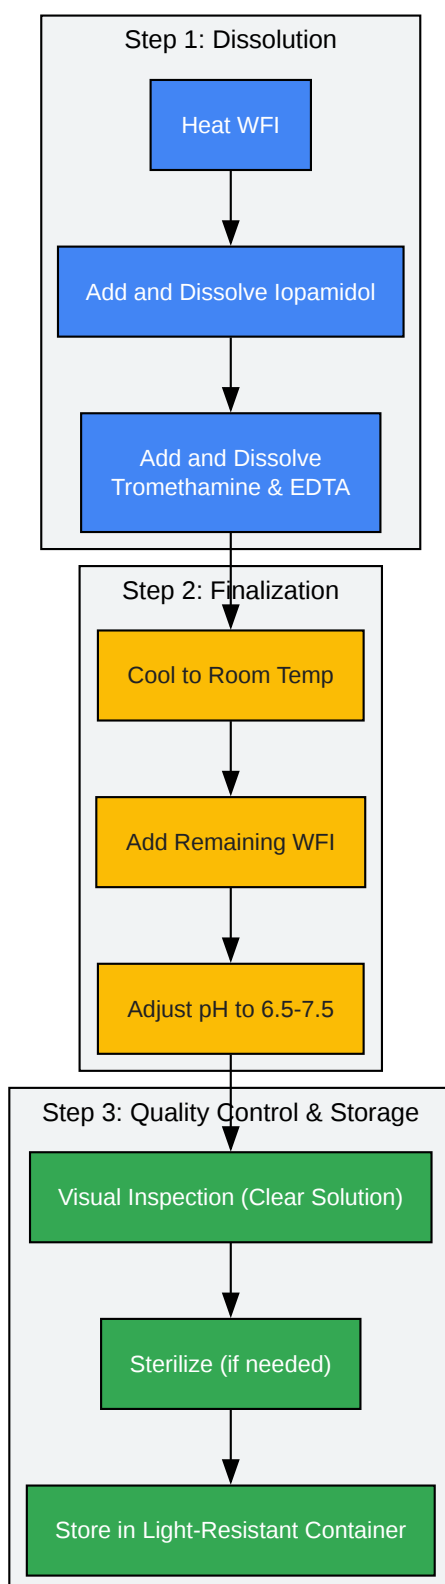 Step 1: Dissolution
Heat WFI
Add and Dissolve Iopamidol
Add and Dissolve
Tromethamine & EDTA
Step 2: Finalization
Cool to Room Temp
Add Remaining WFI
Adjust pH to 6.5-7.5
Step 3: Quality Control & Storage
Visual Inspection (Clear Solution)
Sterilize (if needed)
Store in Light-Resistant Container